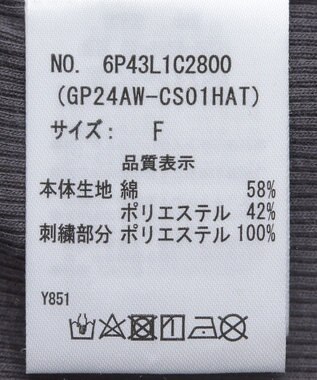 NO. 6P43L1C2800
(GP24AW-CS01HAT)
サイズ: F
品質表示
本体生地 綿 58%
ポリエステル 42%
刺繍部分 ポリエステル 100%
Y851